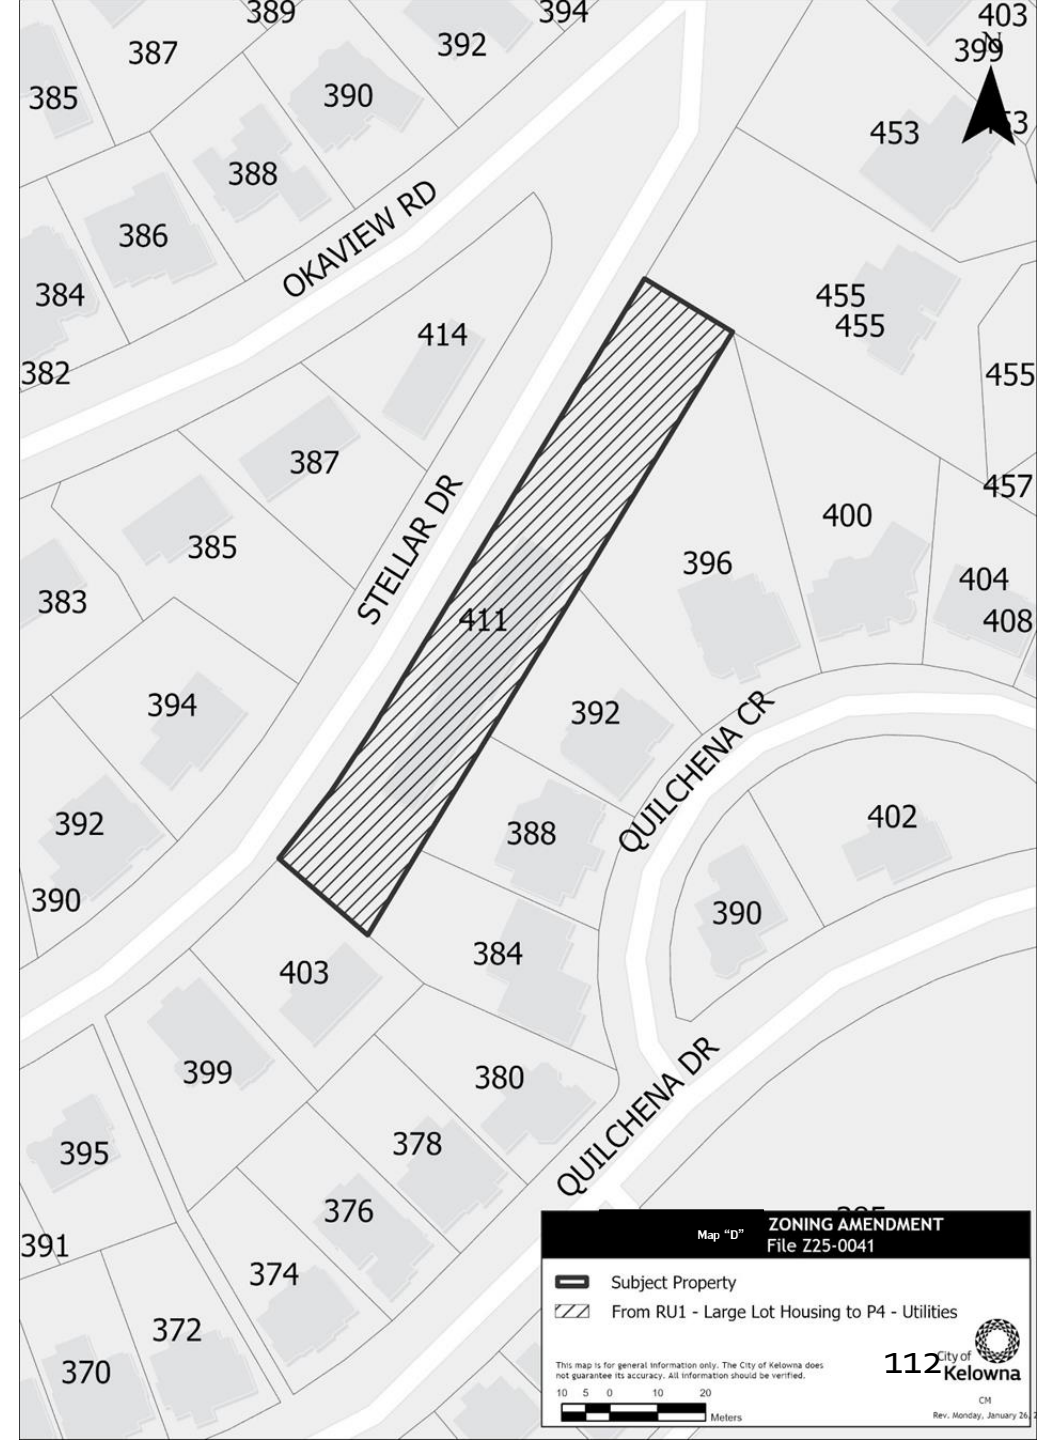 389
394
403
387
392
399
N
385
390
453
388
386
OKAVIEW RD
384
455
414
455
382
455
387
457
STELLAR DR
400
385
396
404
383
411
408
394
392
QUILCHENA CR
392
388
402
390
390
384
403
399
380
QUILCHENA DR
378
395
376
391
374
372
370
Map “D”
ZONING AMENDMENT
File Z25-0041
Subject Property
From RU1 - Large Lot Housing to P4 - Utilities
This map is for general information only. The City of Kelowna does
not guarantee its accuracy. All information should be verified.
10 5 0 10 20
Meters
112
City of
Kelowna
CM
Rev. Monday, January 26,